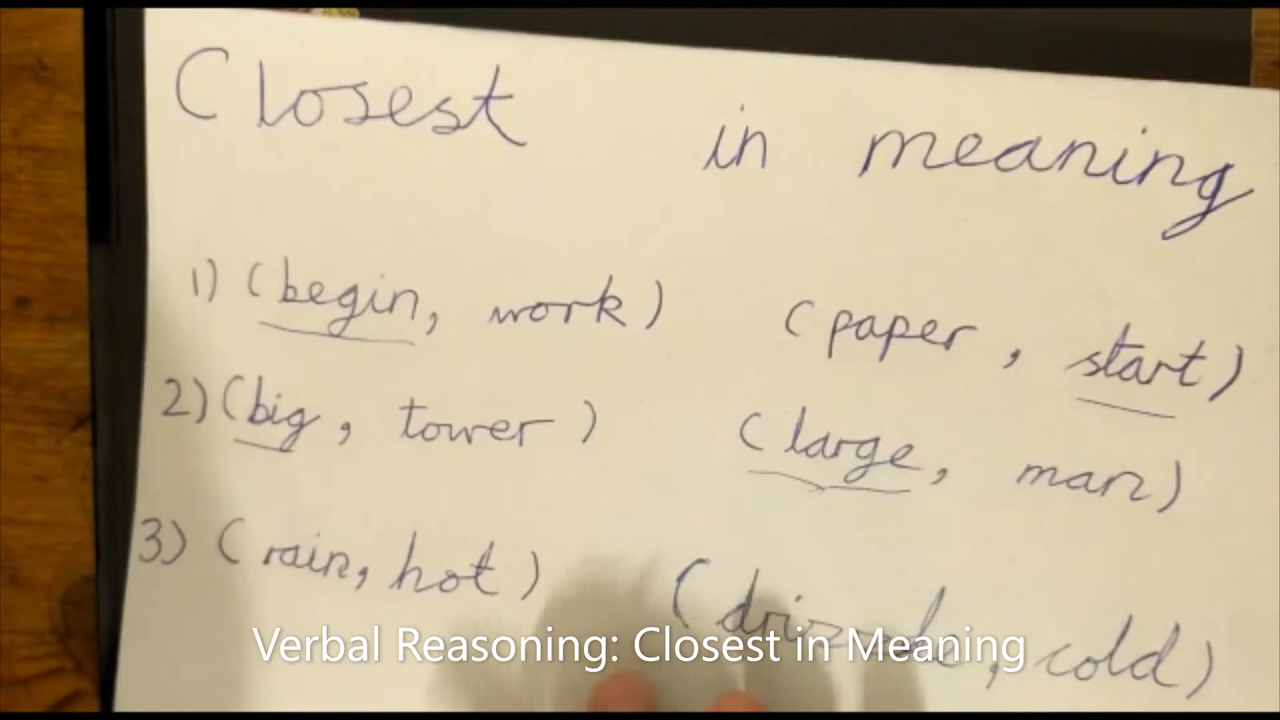 Closest in meaning
1) (begin, work) (paper, start)
2) (big, tower) (large, man)
3) (rain, hot) (drizzle, cold)
Verbal Reasoning: Closest in Meaning